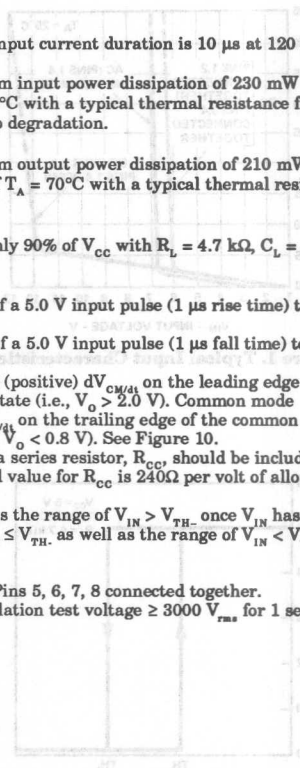 nput current duration is 10 μs at 120
m input power dissipation of 230 mW
°C with a typical thermal resistance f
o degradation.
m output power dissipation of 210 mW
f T_A = 70°C with a typical thermal res
nly 90% of V_CC with R_L = 4.7 kΩ, C_L =
f a 5.0 V input pulse (1 μs rise time) t
f a 5.0 V input pulse (1 μs fall time) to
(positive) dV_CM/dt on the leading edge
tate (i.e., V_O > 2.0 V). Common mode
on the trailing edge of the common
V_O < 0.8 V). See Figure 10.
a series resistor, R_CC, should be includ
l value for R_CC is 240Ω per volt of allo
s the range of V_IN > V_TH- once V_IN has
≤ V_TH- as well as the range of V_IN < V
Pins 5, 6, 7, 8 connected together.
lation test voltage ≥ 3000 V_rms for 1 se